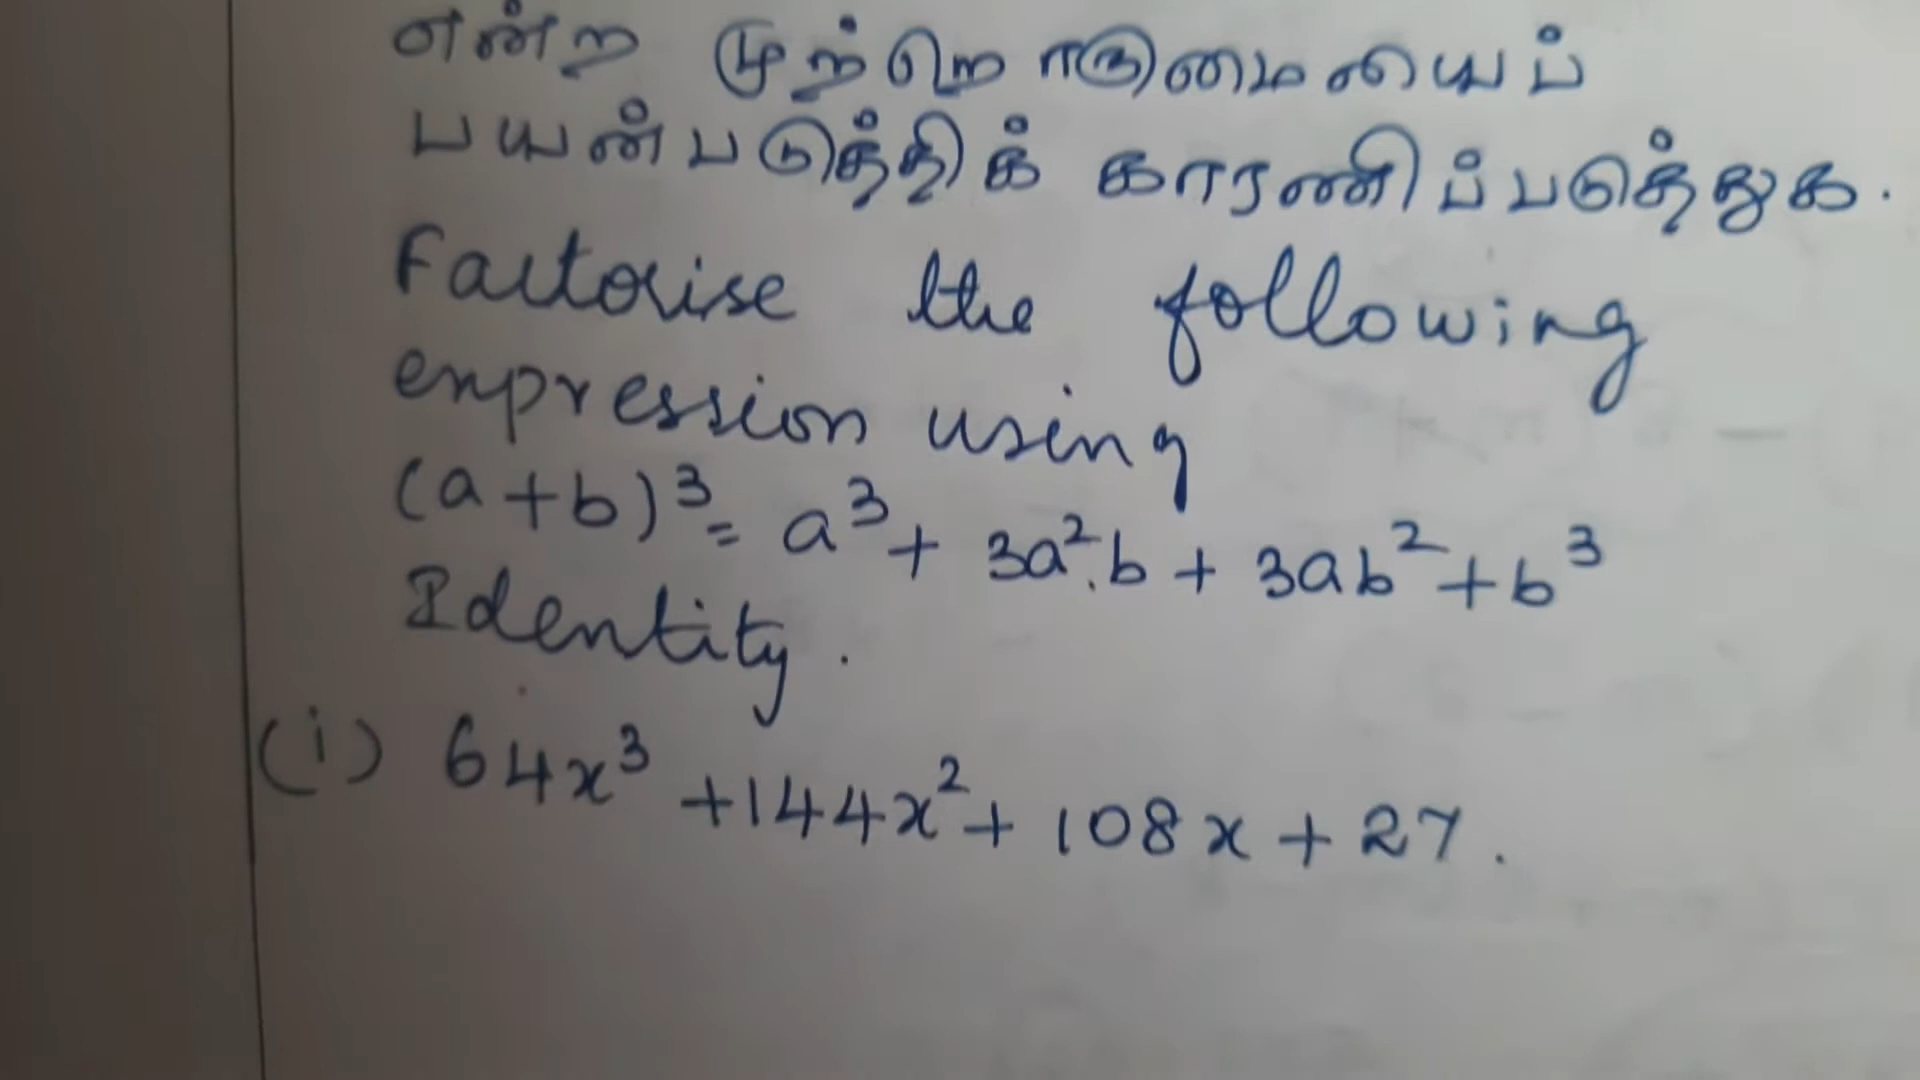 என்ற முற்றொருமையைப்
பயன்படுத்திக் காரணிப்படுத்துக.
Factorise the following
expression using
(a+b)³= a³+ 3a².b + 3ab²+b³
Identity.
(i) 64x³ +144x²+ 108x + 27.